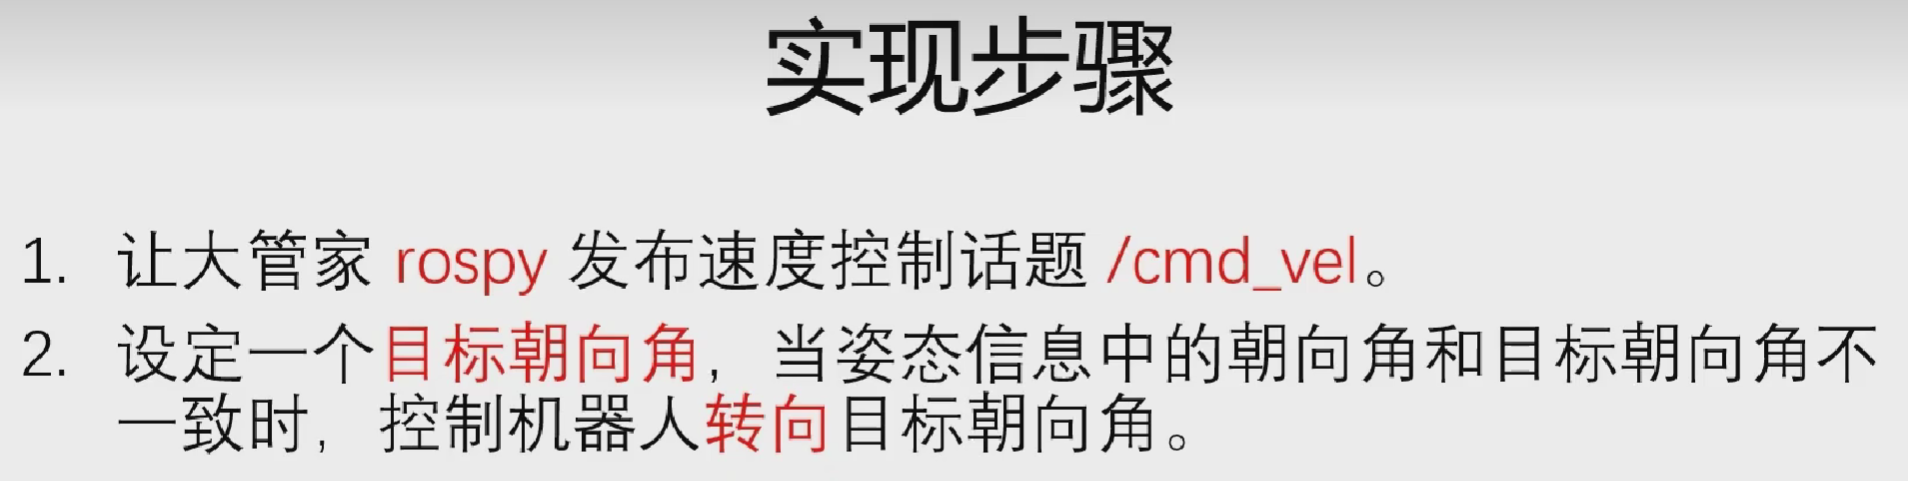 实现步骤
1. 让大管家 rospy 发布速度控制话题 /cmd_vel。
2. 设定一个目标朝向角，当姿态信息中的朝向角和目标朝向角不
一致时，控制机器人转向目标朝向角。